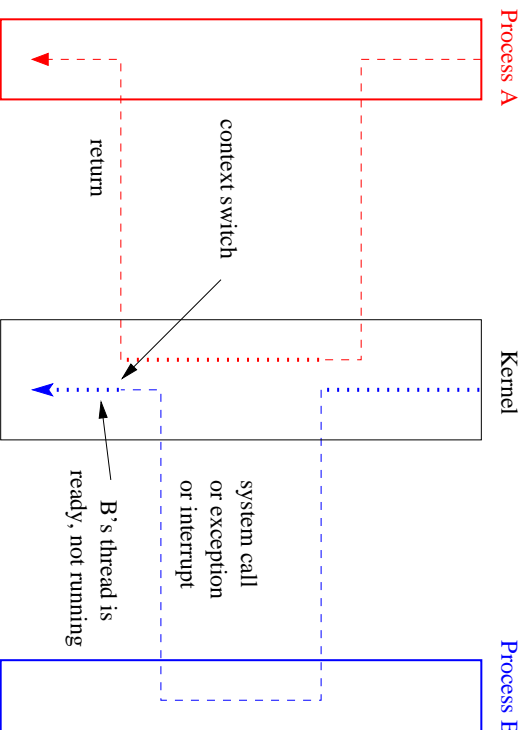 Process A
Kernel
Process B
context switch
return
system call
or exception
or interrupt
B's thread is
ready, not running